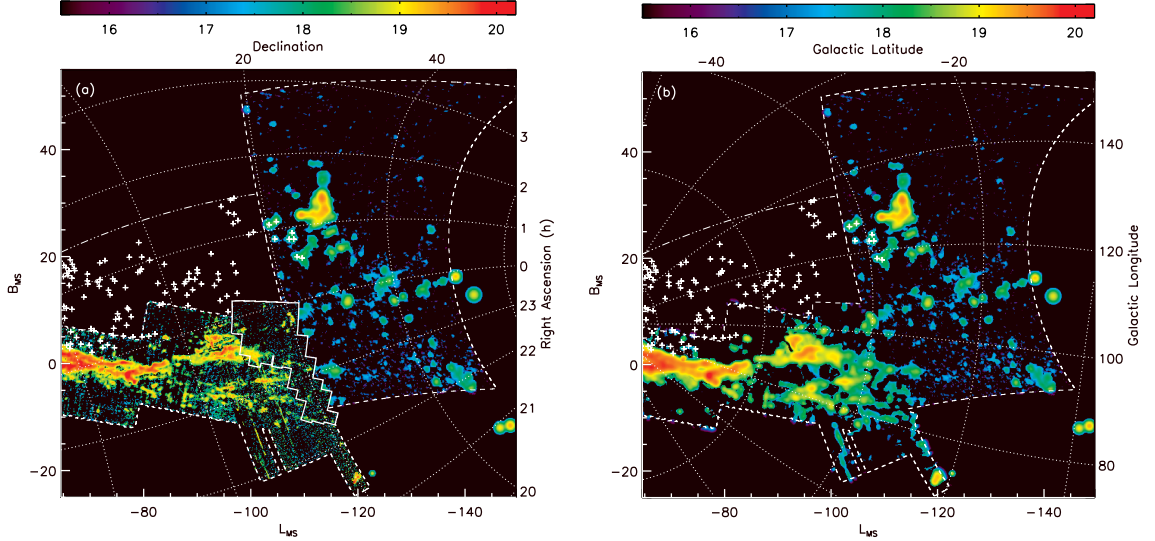 16 17 18 19 20
Declination
20 40
(a)
40
20
0
−20
B_MS
3
2
1
0
23
22
21
20
Right Ascension (h)
−80 −100 −120 −140
L_MS
16 17 18 19 20
Galactic Latitude
−40 −20
(b)
40
20
0
−20
B_MS
140
120
100
80
Galactic Longitude
−80 −100 −120 −140
L_MS